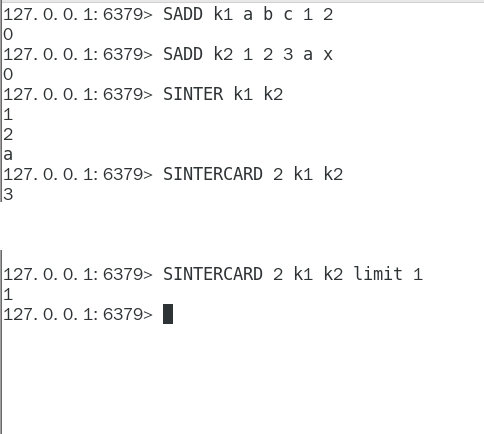 127.0.0.1:6379> SADD k1 a b c 1 2
0
127.0.0.1:6379> SADD k2 1 2 3 a x
0
127.0.0.1:6379> SINTER k1 k2
1
2
a
127.0.0.1:6379> SINTERCARD 2 k1 k2
3
127.0.0.1:6379> SINTERCARD 2 k1 k2 limit 1
1
127.0.0.1:6379>